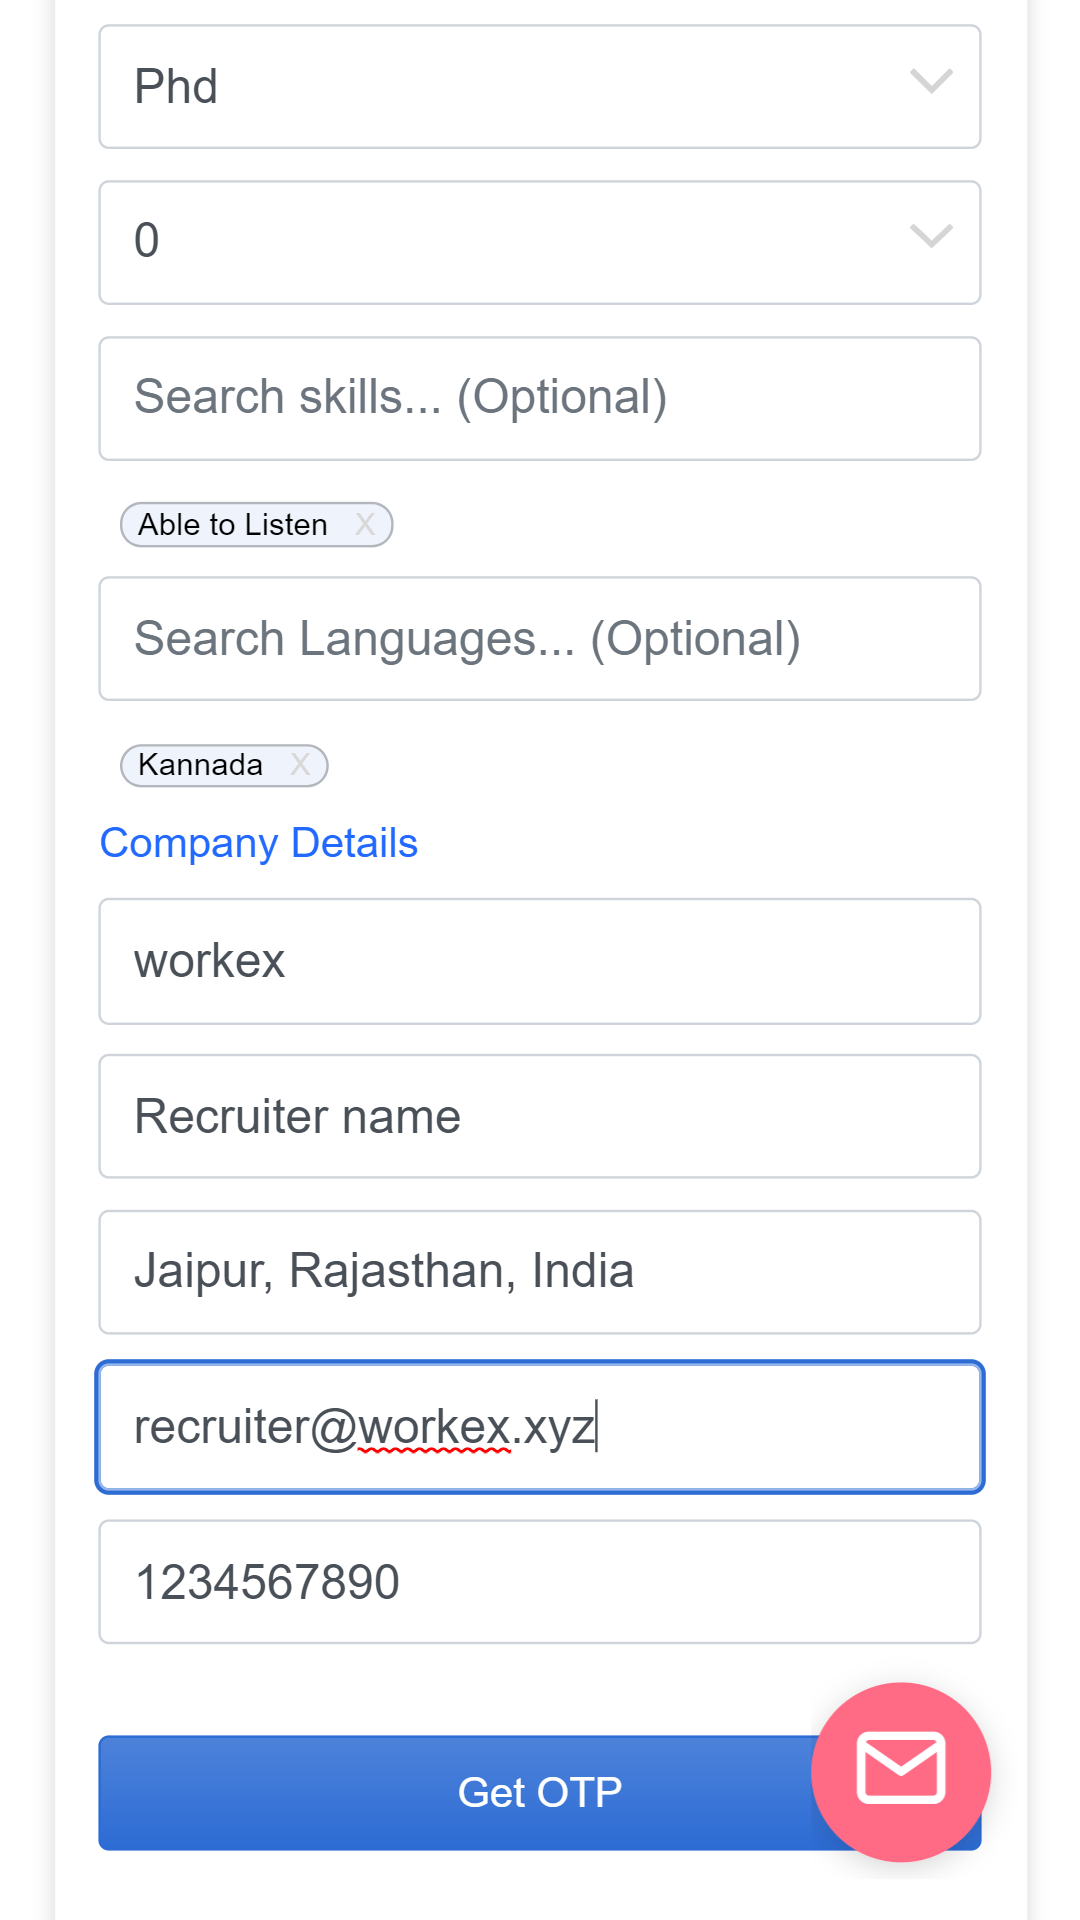 Phd
0
Search skills... (Optional)
Able to Listen X
Search Languages... (Optional)
Kannada X
Company Details
workex
Recruiter name
Jaipur, Rajasthan, India
recruiter@workex.xyz
1234567890
Get OTP